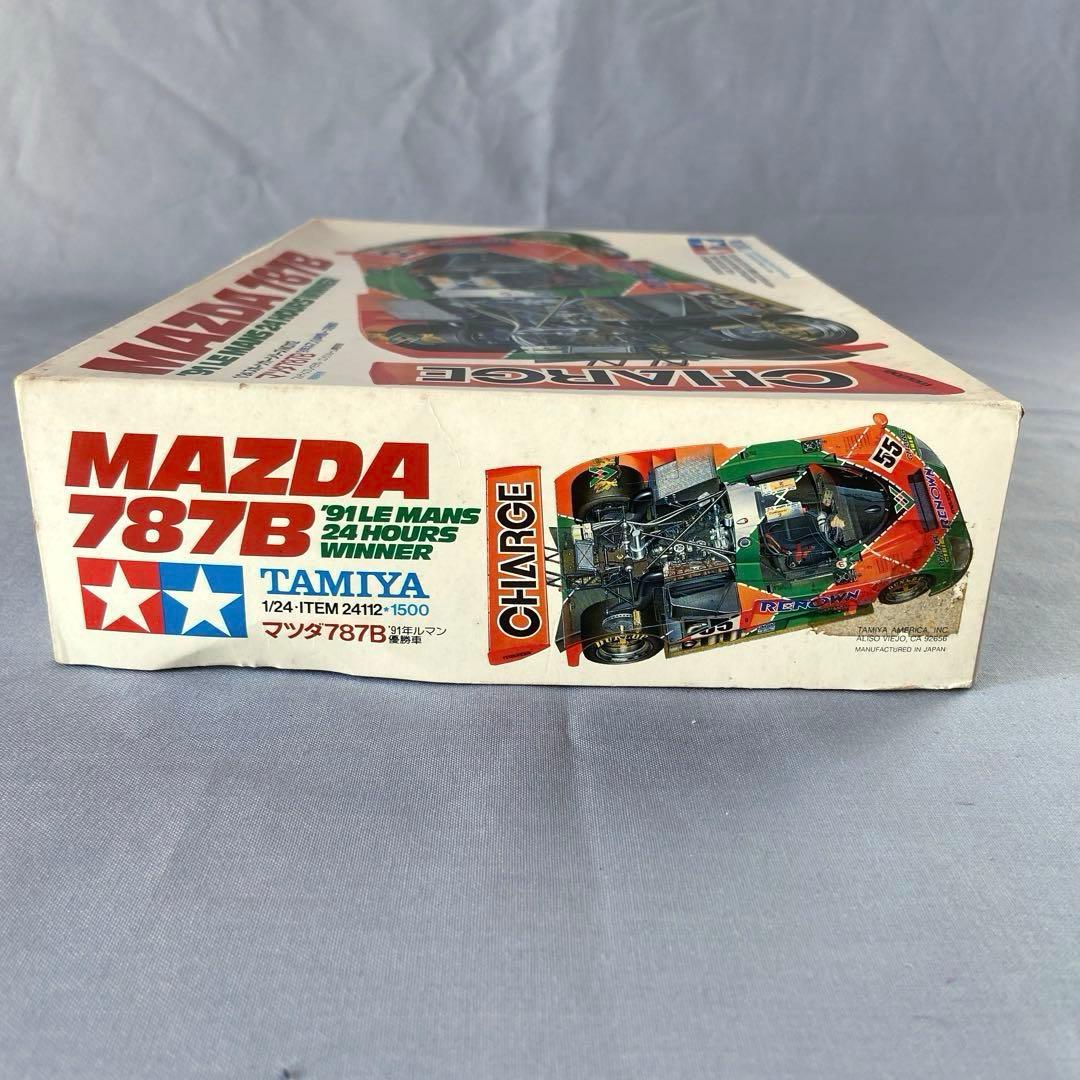 MAZDA 787B
'91 LE MANS 24 HOURS WINNER
CHARGE
MAZDA
787B
'91 LE MANS
24 HOURS
WINNER
TAMIYA
1/24・ITEM 24112★1500
マツダ787B
'91年ルマン
優勝車
CHARGE
55
RENOWN
RENOWN
55
TAMIYA AMERICA, INC.
ALISO VIEJO, CA 92656
MANUFACTURED IN JAPAN